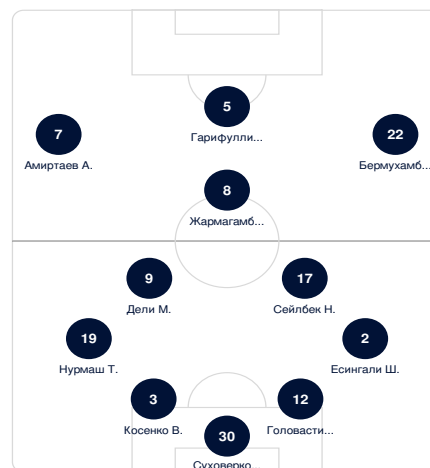 5
Гарифулли...
7
Амиртаев А.
22
Бермухамб...
8
Жармагамб...
9
Дели М.
17
Сейлбек Н.
19
Нурмаш Т.
2
Есингали Ш.
3
Косенко В.
12
Головасти...
30
Суховерко...